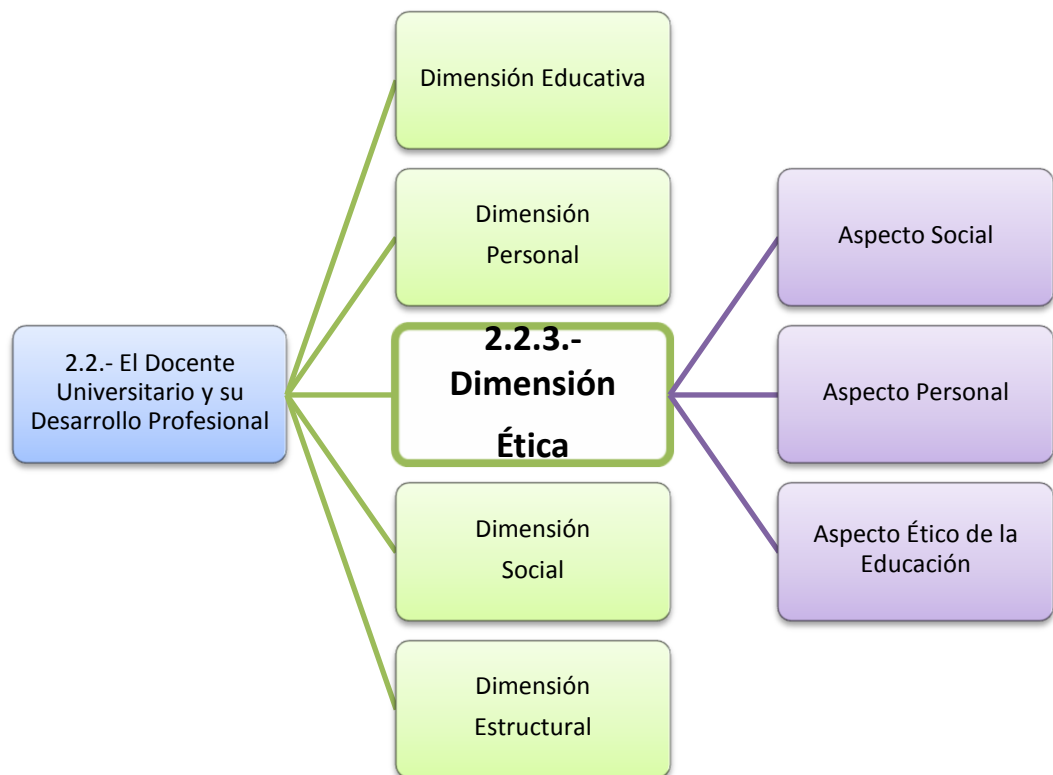 2.2.- El Docente
Universitario y su
Desarrollo Profesional
Dimensión Educativa
Dimensión
Personal
2.2.3.-
Dimensión
Ética
Dimensión
Social
Dimensión
Estructural
Aspecto Social
Aspecto Personal
Aspecto Ético de la
Educación